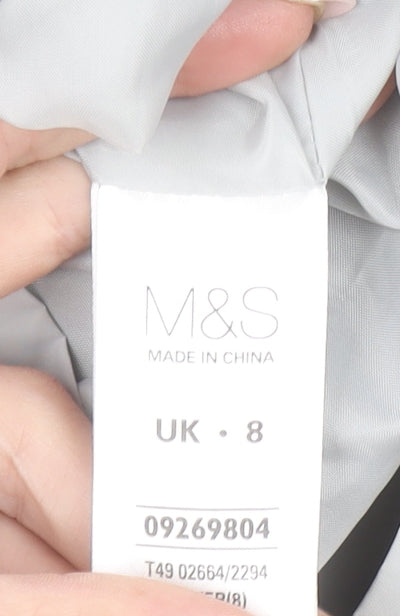 M&S
MADE IN CHINA
UK • 8
09269804
T49 02664/2294